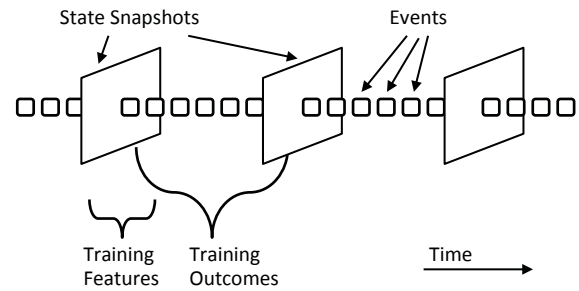 State Snapshots
Events
Training
Features
Training
Outcomes
Time